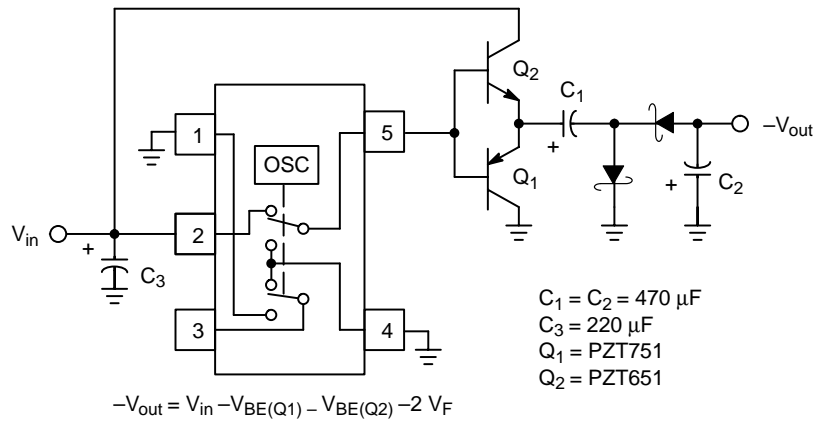 Q2
C1
1
5
+
–Vout
OSC
Q1
+
C2
Vin
+
2
C3
3
4
C1 = C2 = 470 μF
C3 = 220 μF
Q1 = PZT751
Q2 = PZT651
–Vout = Vin –VBE(Q1) – VBE(Q2) –2 VF